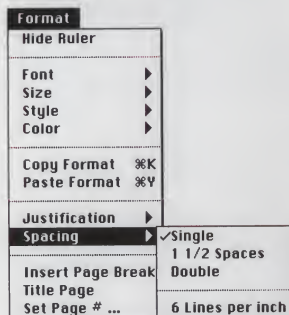 Format
Hide Ruler
Font
Size
Style
Color
Copy Format ⌘K
Paste Format ⌘Y
Justification
Spacing
✓Single
1 1/2 Spaces
Double
Insert Page Break
Title Page
Set Page # ...
6 Lines per inch